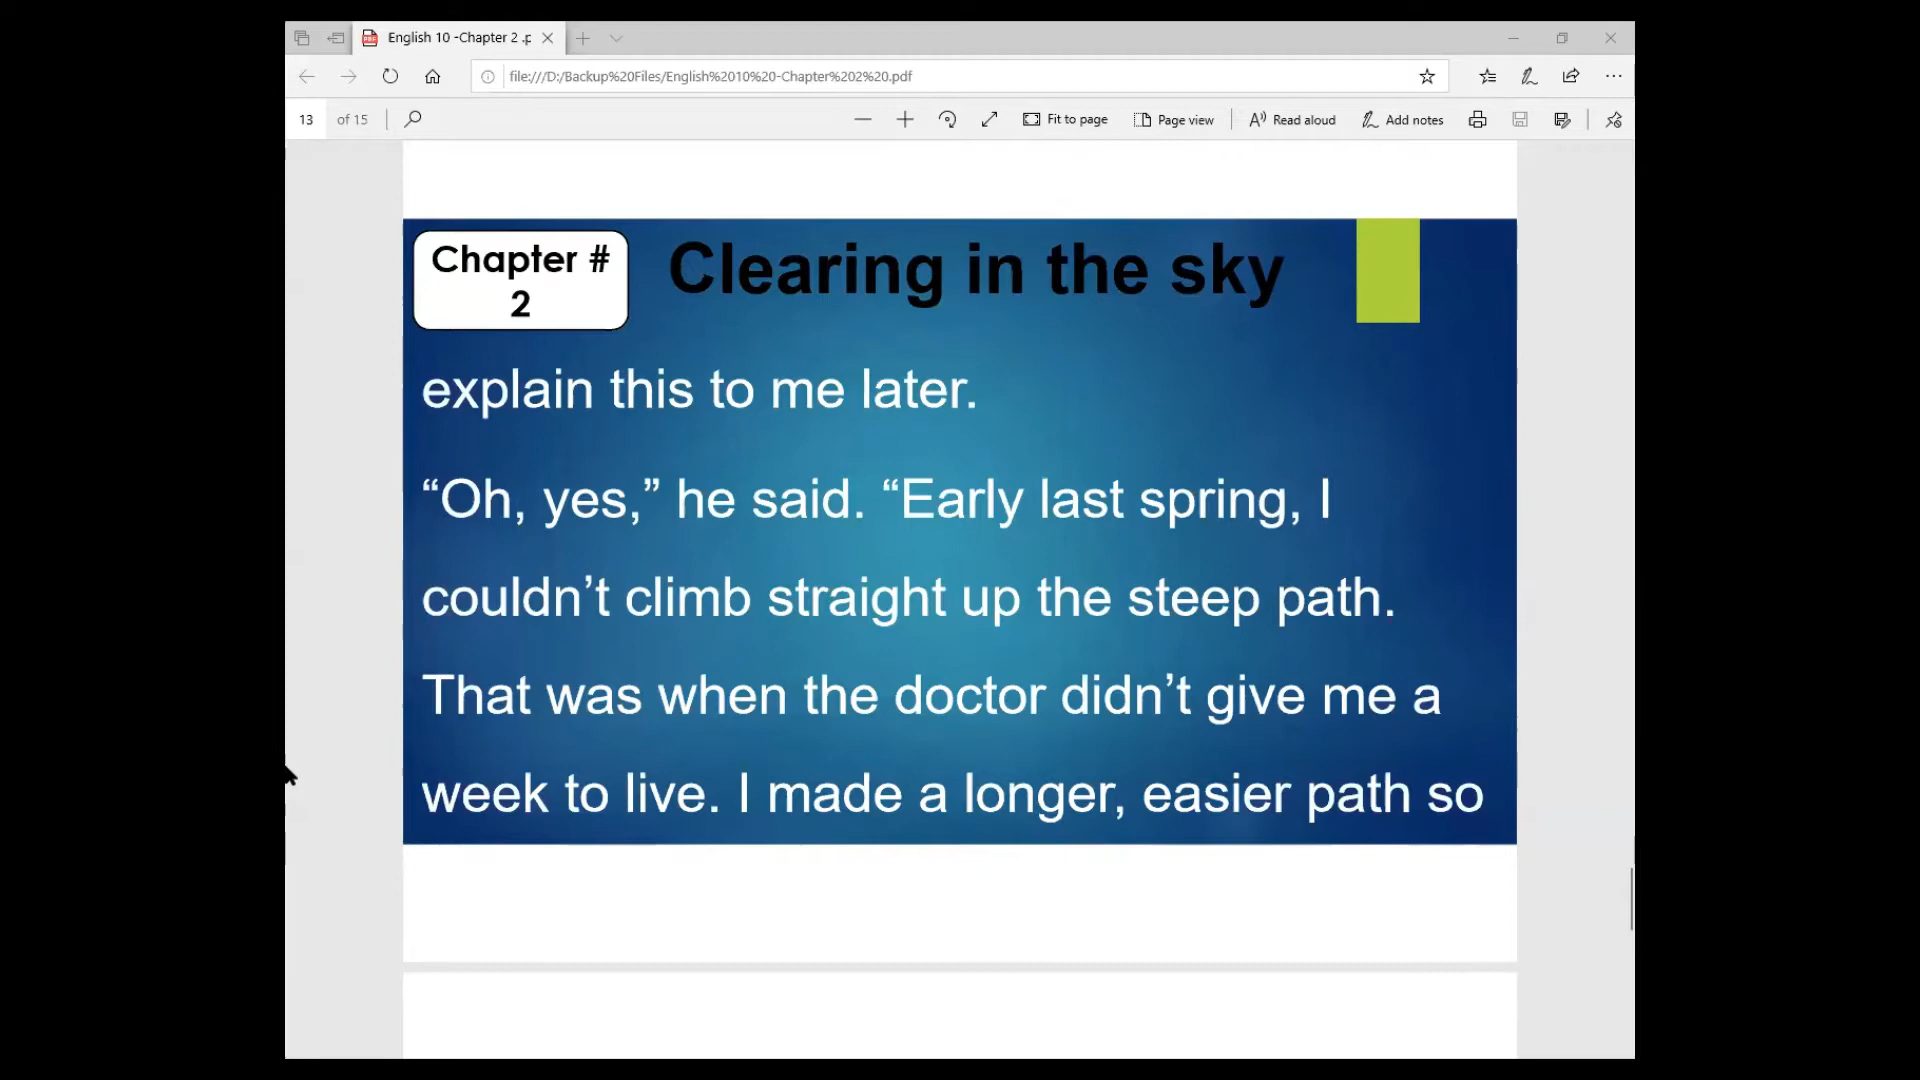 English 10 -Chapter 2 .p
file:///D:/Backup%20Files/English%2010%20-Chapter%202%20.pdf
13 of 15 Fit to page Page view Read aloud Add notes
Chapter #
2
Clearing in the sky
explain this to me later.
“Oh, yes,” he said. “Early last spring, I
couldn’t climb straight up the steep path.
That was when the doctor didn’t give me a
week to live. I made a longer, easier path so